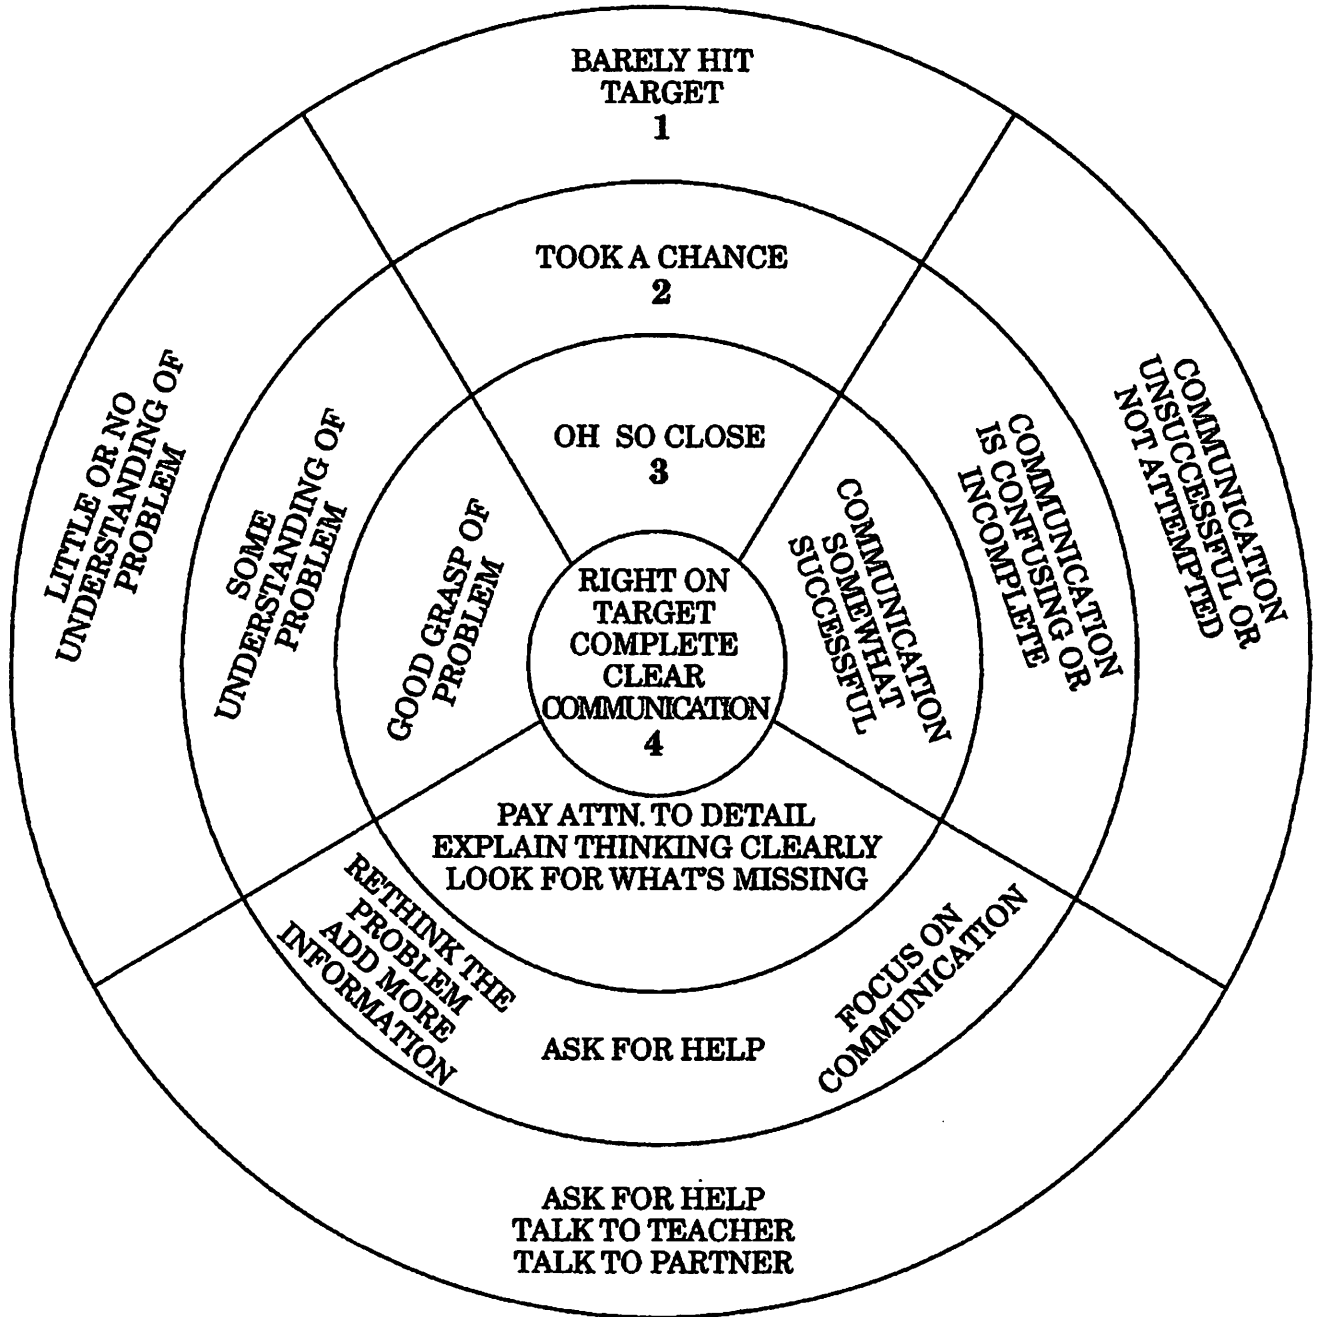 BARELY HIT
TARGET
1
TOOK A CHANCE
2
OH SO CLOSE
3
RIGHT ON
TARGET
COMPLETE
CLEAR
COMMUNICATION
4
LITTLE OR NO
UNDERSTANDING OF
PROBLEM
SOME
UNDERSTANDING OF
PROBLEM
GOOD GRASP OF
PROBLEM
COMMUNICATION
SOMEWHAT
SUCCESSFUL
COMMUNICATION
IS CONFUSING OR
INCOMPLETE
COMMUNICATION
UNSUCCESSFUL OR
NOT ATTEMPTED
PAY ATTN. TO DETAIL
EXPLAIN THINKING CLEARLY
LOOK FOR WHAT'S MISSING
RETHINK THE
PROBLEM
ADD MORE
INFORMATION
ASK FOR HELP
FOCUS ON
COMMUNICATION
ASK FOR HELP
TALK TO TEACHER
TALK TO PARTNER